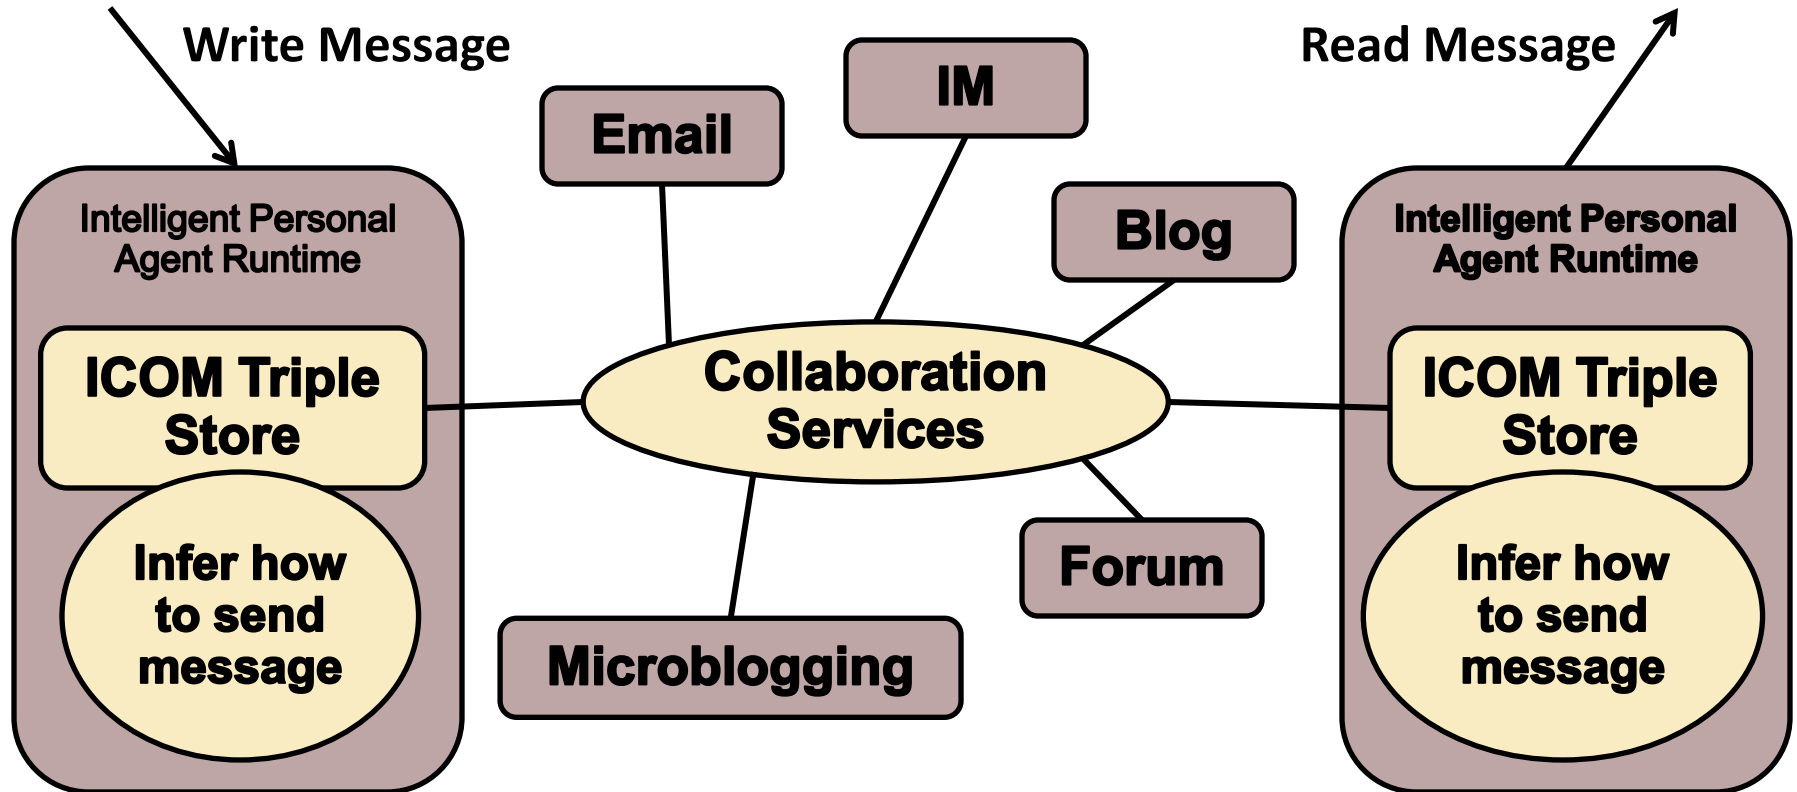 Write Message
Read Message
IM
Email
Blog
Intelligent Personal
Agent Runtime
ICOM Triple
Store
Infer how
to send
message
Collaboration
Services
Microblogging
Forum
Intelligent Personal
Agent Runtime
ICOM Triple
Store
Infer how
to send
message